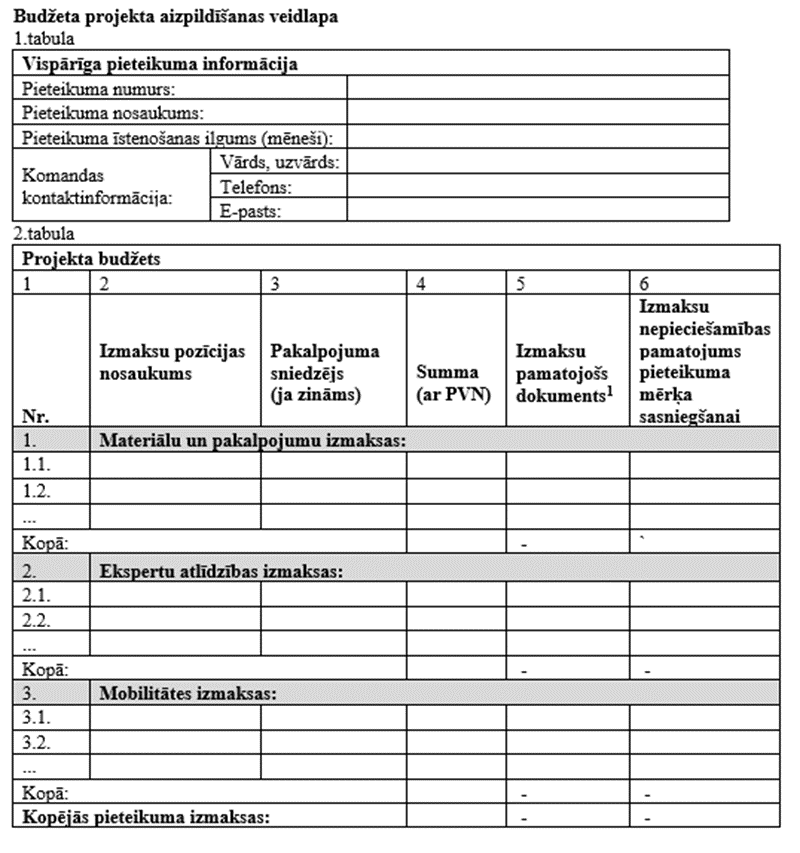 Budžeta projekta aizpildīšanas veidlapa
1.tabula
Vispārīga pieteikuma informācija
Pieteikuma numurs:
Pieteikuma nosaukums:
Pieteikuma īstenošanas ilgums (mēneši):
Komandas
kontaktinformācija:
Vārds, uzvārds:
Telefons:
E-pasts:
2.tabula
Projekta budžets
1 2 3 4 5 6
Nr.
Izmaksu pozīcijas
nosaukums
Pakalpojuma
sniedzējs
(ja zināms)
Summa
(ar PVN)
Izmaksu
pamatojošs
dokuments1
Izmaksu
nepieciešamības
pamatojums
pieteikuma
mērķa
sasniegšanai
1. Materiālu un pakalpojumu izmaksas:
1.1.
1.2.
...
Kopā: - `
2. Ekspertu atlīdzības izmaksas:
2.1.
2.2.
...
Kopā: - -
3. Mobilitātes izmaksas:
3.1.
3.2.
...
Kopā: - -
Kopējās pieteikuma izmaksas: - -